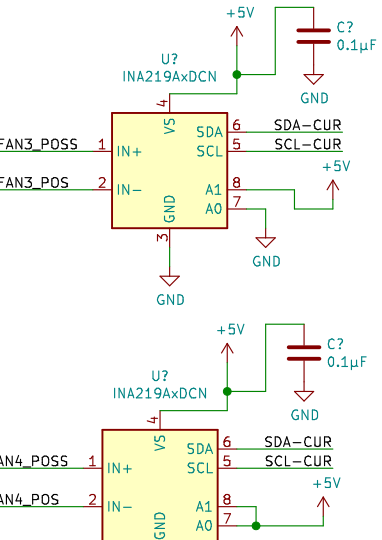 +5V
C?
0.1µF
GND
U?
INA219AxDCN
4
VS
SDA 6 SDA-CUR
FAN3_POSS 1 IN+ SCL 5 SCL-CUR
+5V
FAN3_POS 2 IN- A1 8
GND A0 7
3
GND
GND
+5V
C?
0.1µF
GND
U?
INA219AxDCN
4
VS
SDA 6 SDA-CUR
AN4_POSS 1 IN+ SCL 5 SCL-CUR
+5V
AN4_POS 2 IN- A1 8
GND A0 7